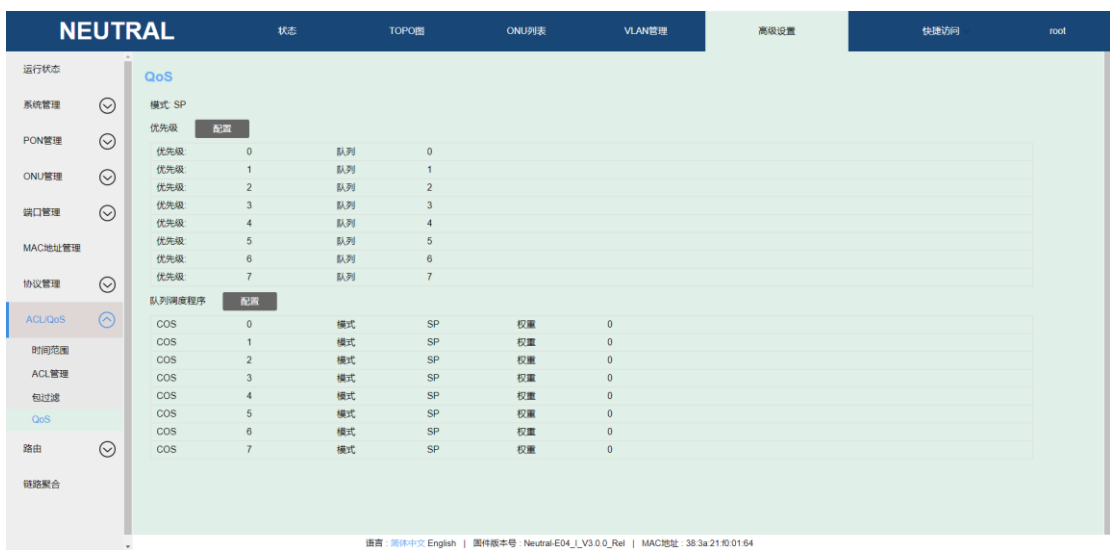 NEUTRAL 状态 TOPO图 ONU列表 VLAN管理 高级设置 快捷访问 root
运行状态
系统管理
PON管理
ONU管理
端口管理
MAC地址管理
协议管理
ACL/QoS
时间范围
ACL管理
包过滤
QoS
路由
链路聚合
QoS
模式: SP
优先级 配置
优先级: 0 队列 0
优先级: 1 队列 1
优先级: 2 队列 2
优先级: 3 队列 3
优先级: 4 队列 4
优先级: 5 队列 5
优先级: 6 队列 6
优先级: 7 队列 7
队列调度程序 配置
COS 0 模式 SP 权重 0
COS 1 模式 SP 权重 0
COS 2 模式 SP 权重 0
COS 3 模式 SP 权重 0
COS 4 模式 SP 权重 0
COS 5 模式 SP 权重 0
COS 6 模式 SP 权重 0
COS 7 模式 SP 权重 0
语言 : 简体中文 English | 固件版本号 : Neutral-E04_I_V3.0.0_Rel | MAC地址 : 38:3a:21:f0:01:64